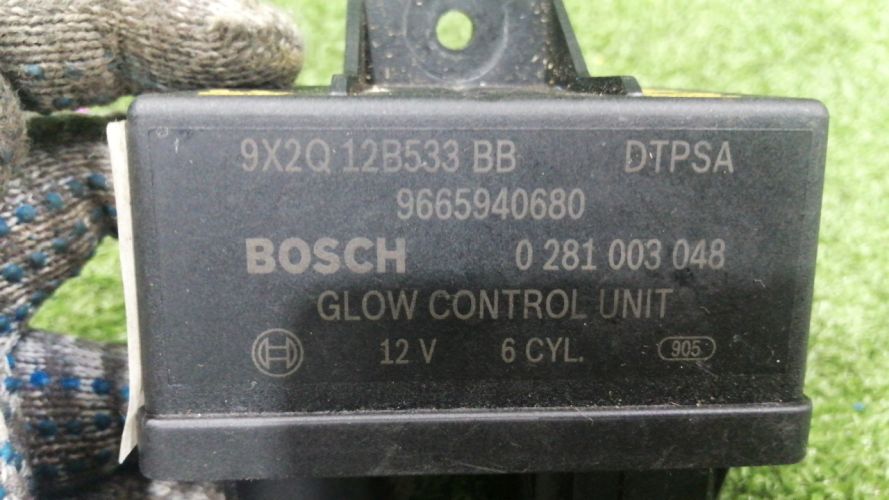 9X2Q 12B533 BB DTPSA
9665940680
BOSCH 0 281 003 048
GLOW CONTROL UNIT
12 V 6 CYL. 905